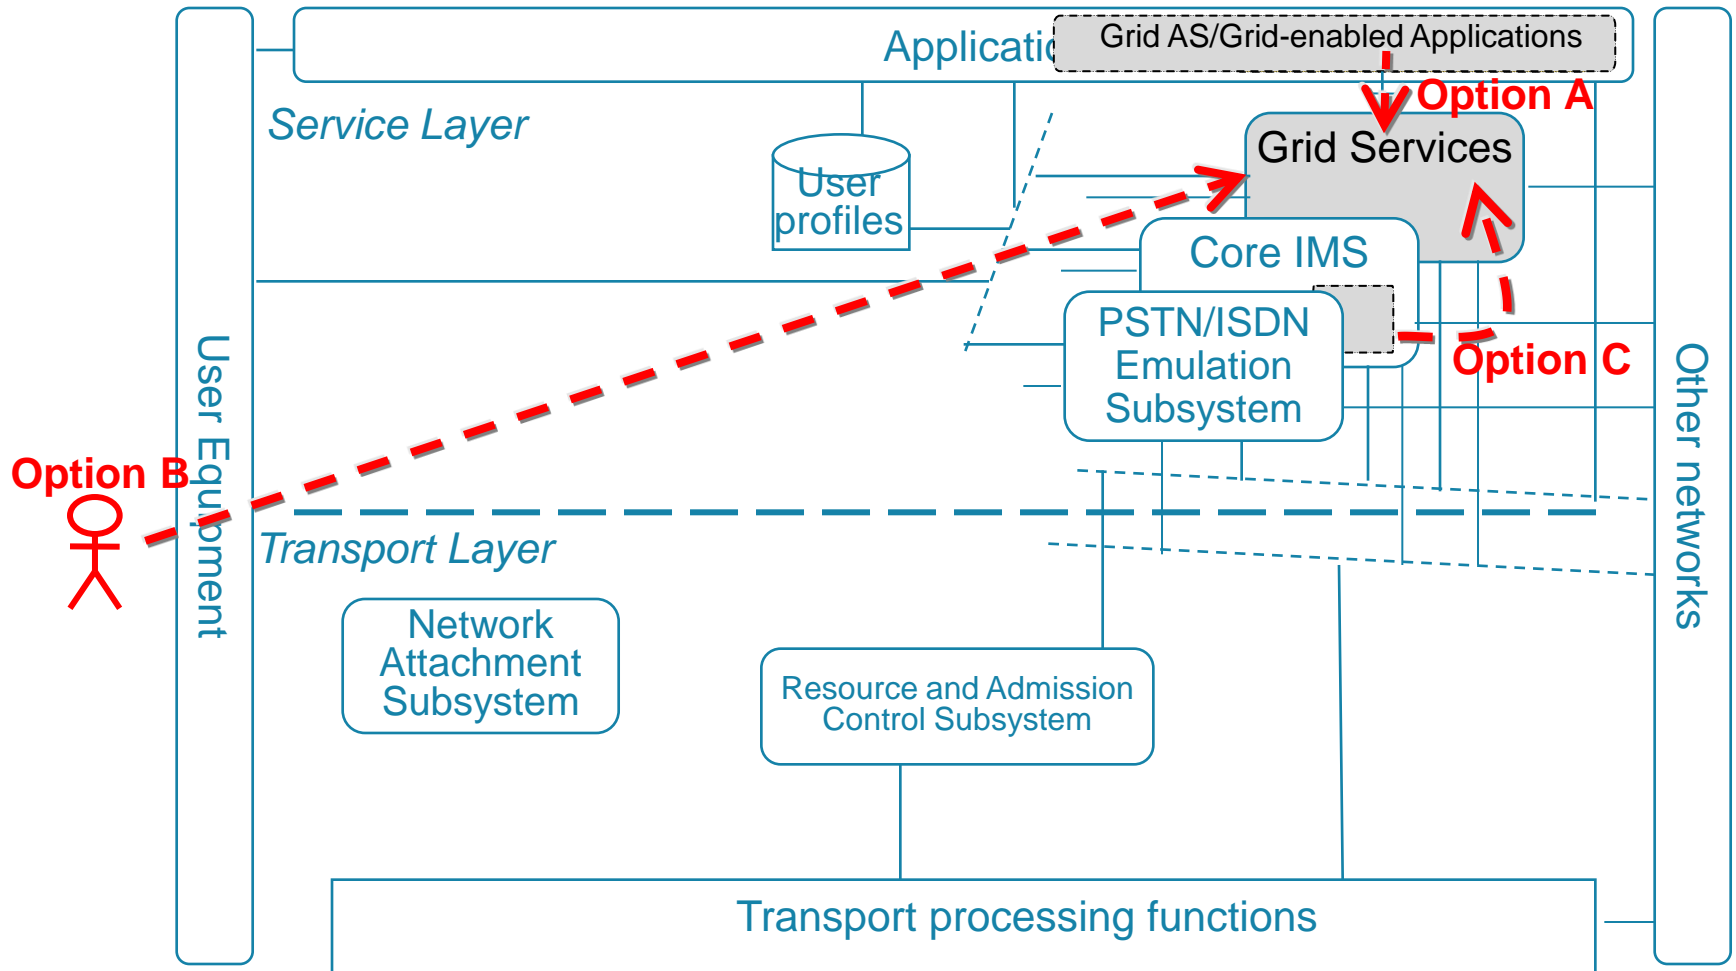 Applicatio
Grid AS/Grid-enabled Applications
Option A
Service Layer
Grid Services
User
profiles
Core IMS
PSTN/ISDN
Emulation
Subsystem
Option C
User Equipment
Other networks
Option B
Transport Layer
Network
Attachment
Subsystem
Resource and Admission
Control Subsystem
Transport processing functions